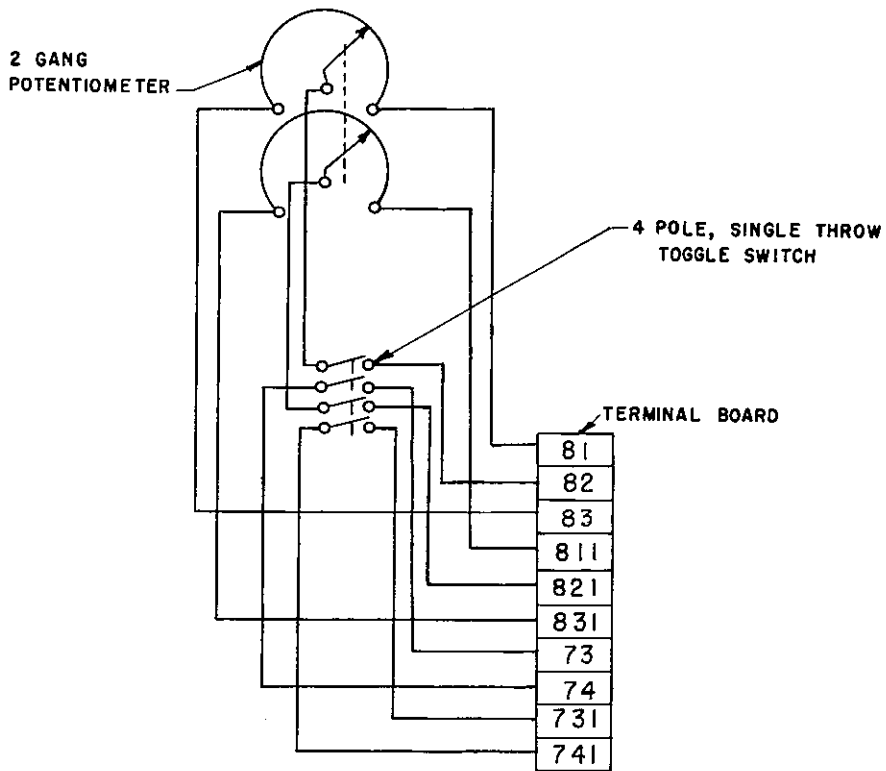 2 GANG
POTENTIOMETER
4 POLE, SINGLE THROW
TOGGLE SWITCH
TERMINAL BOARD
81
82
83
811
821
831
73
74
731
741